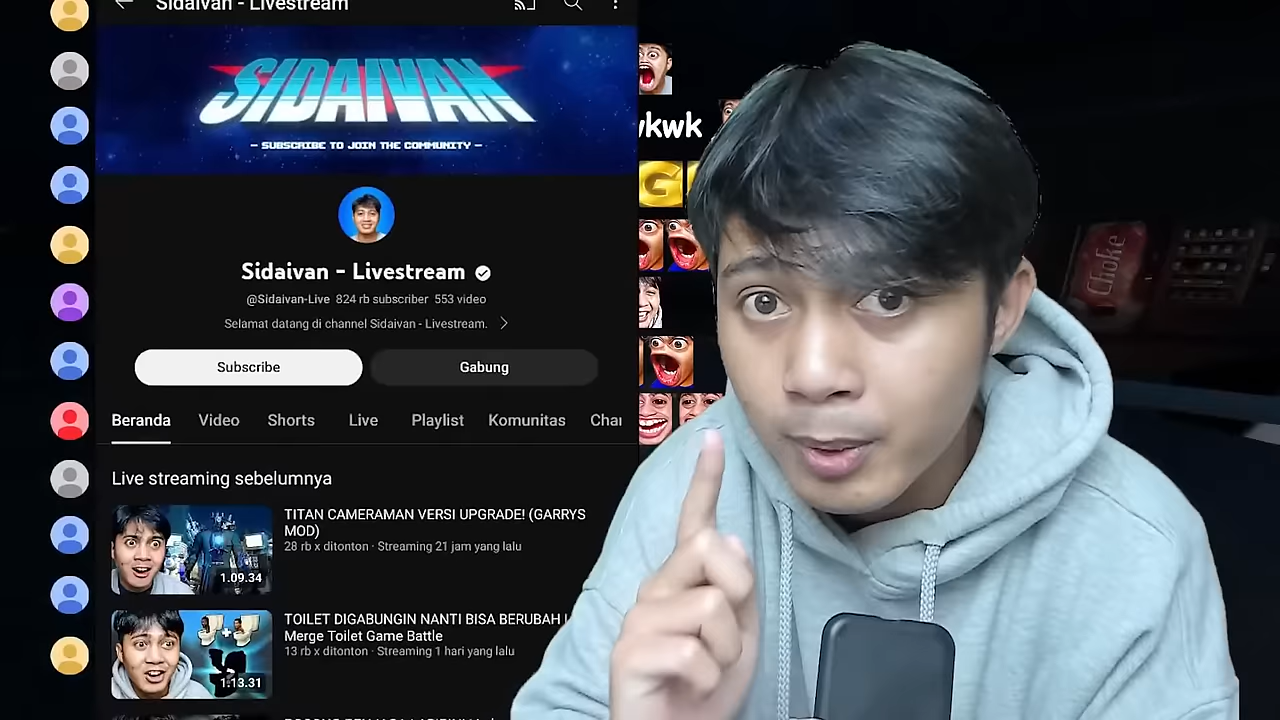 Sidaivan - Livestream
SIDAIVAN
- SUBSCRIBE TO JOIN THE COMMUNITY -
wkwk
G
Sidaivan - Livestream
@Sidaivan-Live 824 rb subscriber 553 video
Selamat datang di channel Sidaivan - Livestream.
Subscribe
Gabung
Beranda Video Shorts Live Playlist Komunitas Chan
Live streaming sebelumnya
TITAN CAMERAMAN VERSI UPGRADE! (GARRYS
MOD)
28 rb x ditonton · Streaming 21 jam yang lalu
1.09.34
TOILET DIGABUNGIN NANTI BISA BERUBAH |
Merge Toilet Game Battle
13 rb x ditonton · Streaming 1 hari yang lalu
1.13.31
Choke